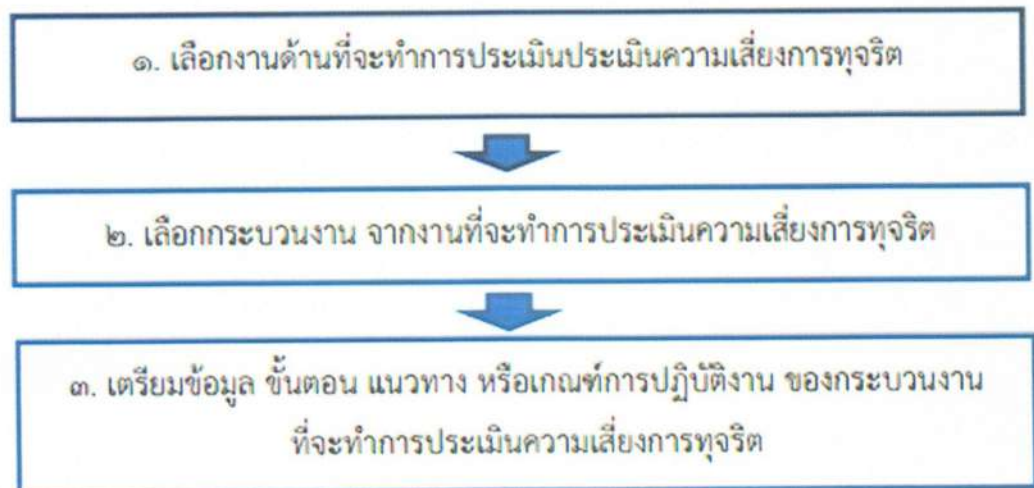 ๑. เลือกงานด้านที่จะทำการประเมินประเมินความเสี่ยงการทุจริต
๒. เลือกกระบวนงาน จากงานที่จะทำการประเมินความเสี่ยงการทุจริต
๓. เตรียมข้อมูล ขั้นตอน แนวทาง หรือเกณฑ์การปฏิบัติงาน ของกระบวนงาน
ที่จะทำการประเมินความเสี่ยงการทุจริต